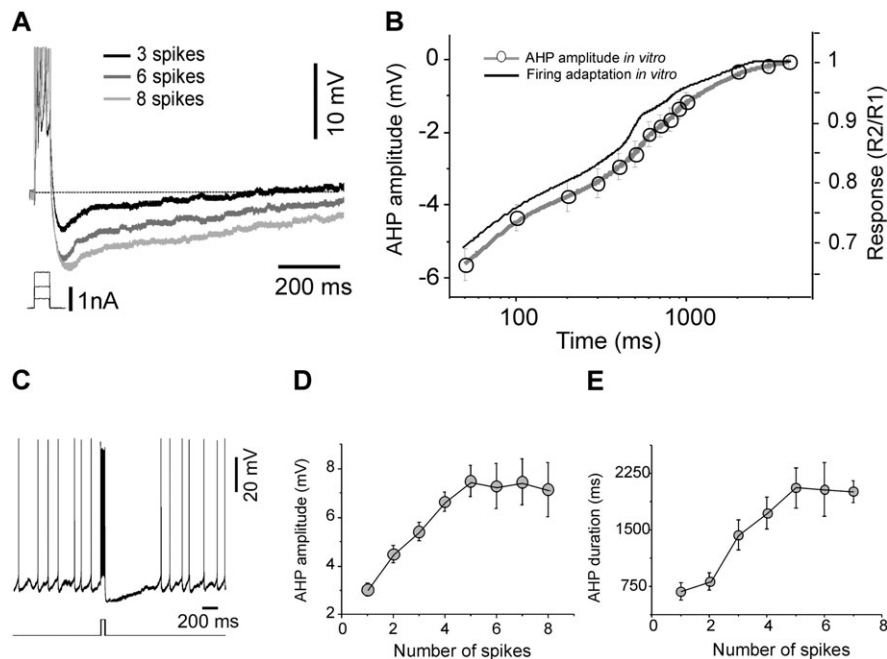 A
3 spikes
6 spikes
8 spikes
10 mV
200 ms
1nA
B
AHP amplitude in vitro
Firing adaptation in vitro
AHP amplitude (mV)
0
-2
-4
-6
Response (R2/R1)
1
0.9
0.8
0.7
100
1000
Time (ms)
C
20 mV
200 ms
D
AHP amplitude (mV)
8
6
4
2
0
2
4
6
8
Number of spikes
E
AHP duration (ms)
2250
1500
750
0
2
4
6
8
Number of spikes